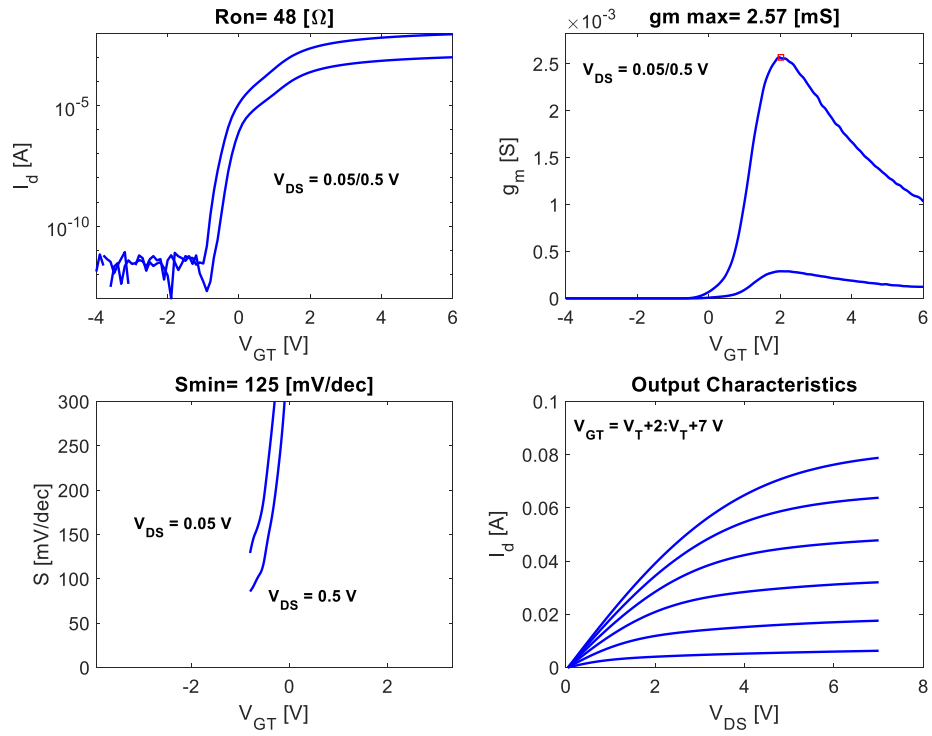 Ron= 48 [Ω]
10^-5
10^-10
I_d [A]
V_DS = 0.05/0.5 V
-4 -2 0 2 4 6
V_GT [V]
gm max= 2.57 [mS]
×10^-3
V_DS = 0.05/0.5 V
2.5
2
1.5
1
0.5
0
g_m [S]
-4 -2 0 2 4 6
V_GT [V]
Smin= 125 [mV/dec]
300
250
200
150
100
50
0
S [mV/dec]
V_DS = 0.05 V
V_DS = 0.5 V
-2 0 2
V_GT [V]
Output Characteristics
V_GT = V_T+2:V_T+7 V
0.1
0.08
0.06
0.04
0.02
0
I_d [A]
0 2 4 6 8
V_DS [V]